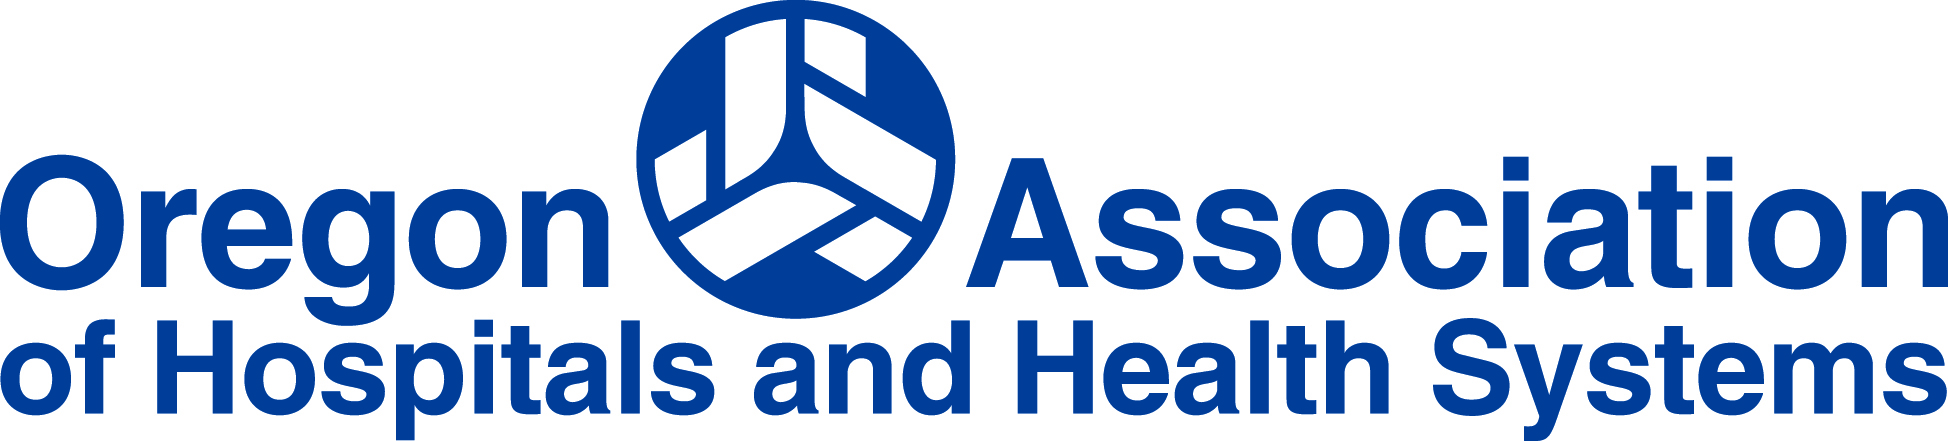 Oregon Association
of Hospitals and Health Systems